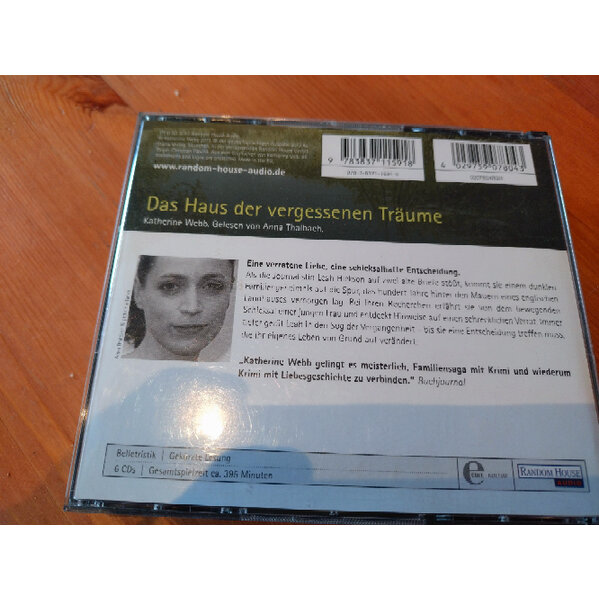 www.random-house-audio.de
9 783837 115918
4 029759 078043
Das Haus der vergessenen Träume
Katherine Webb. Gelesen von Anna Thalbach.
Eine verratene Liebe, eine schicksalhafte Entscheidung.
Als die Journalistin Leah Hickson auf zwei alte Briefe stößt, kommt sie einem dunklen
Familiengeheimnis auf die Spur, das hundert Jahre hinter den Mauern eines englischen
Landhauses verborgen lag. Bei ihren Recherchen erfährt sie von dem bewegenden
Schicksal einer jungen Frau und entdeckt Hinweise auf einen schrecklichen Verrat. Immer
tiefer gerät Leah in den Sog der Vergangenheit – bis sie eine Entscheidung treffen muss,
die ihr eigenes Leben von Grund auf verändert.
„Katherine Webb gelingt es meisterlich, Familiensaga mit Krimi und wiederum
Krimi mit Liebesgeschichte zu verbinden." Buchjournal
Belletristik | Gekürzte Lesung
6 CDs | Gesamtspielzeit ca. 395 Minuten
RANDOM HOUSE
audio